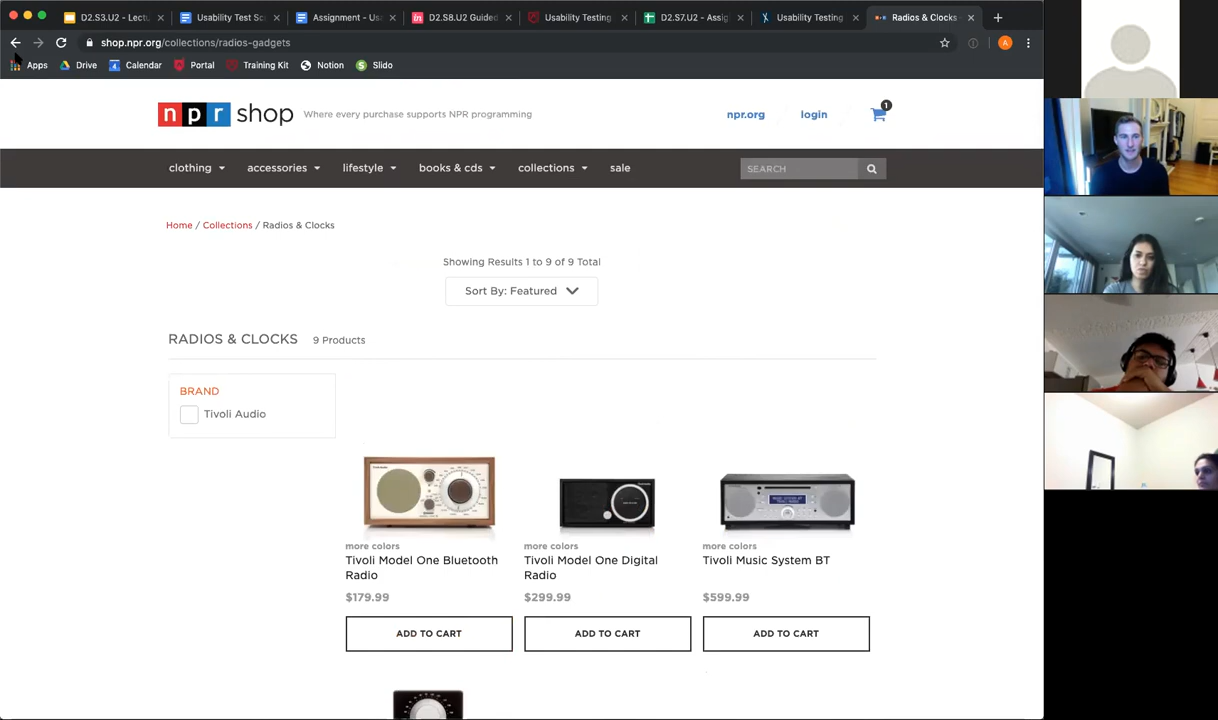 D2.S3.U2 - Lectu
Usability Test Sc
Assignment - Usa
D2.S8.U2 Guided
Usability Testing
D2.S7.U2 - Assig
Usability Testing
Radios & Clocks
shop.npr.org/collections/radios-gadgets
A
Apps
Drive
Calendar
Portal
Training Kit
Notion
Slido
npr shop
Where every purchase supports NPR programming
npr.org
login
1
clothing
accessories
lifestyle
books & cds
collections
sale
SEARCH
Home / Collections / Radios & Clocks
Showing Results 1 to 9 of 9 Total
Sort By: Featured
RADIOS & CLOCKS 9 Products
BRAND
Tivoli Audio
more colors
Tivoli Model One Bluetooth
Radio
$179.99
ADD TO CART
more colors
Tivoli Model One Digital
Radio
$299.99
ADD TO CART
more colors
Tivoli Music System BT
$599.99
ADD TO CART